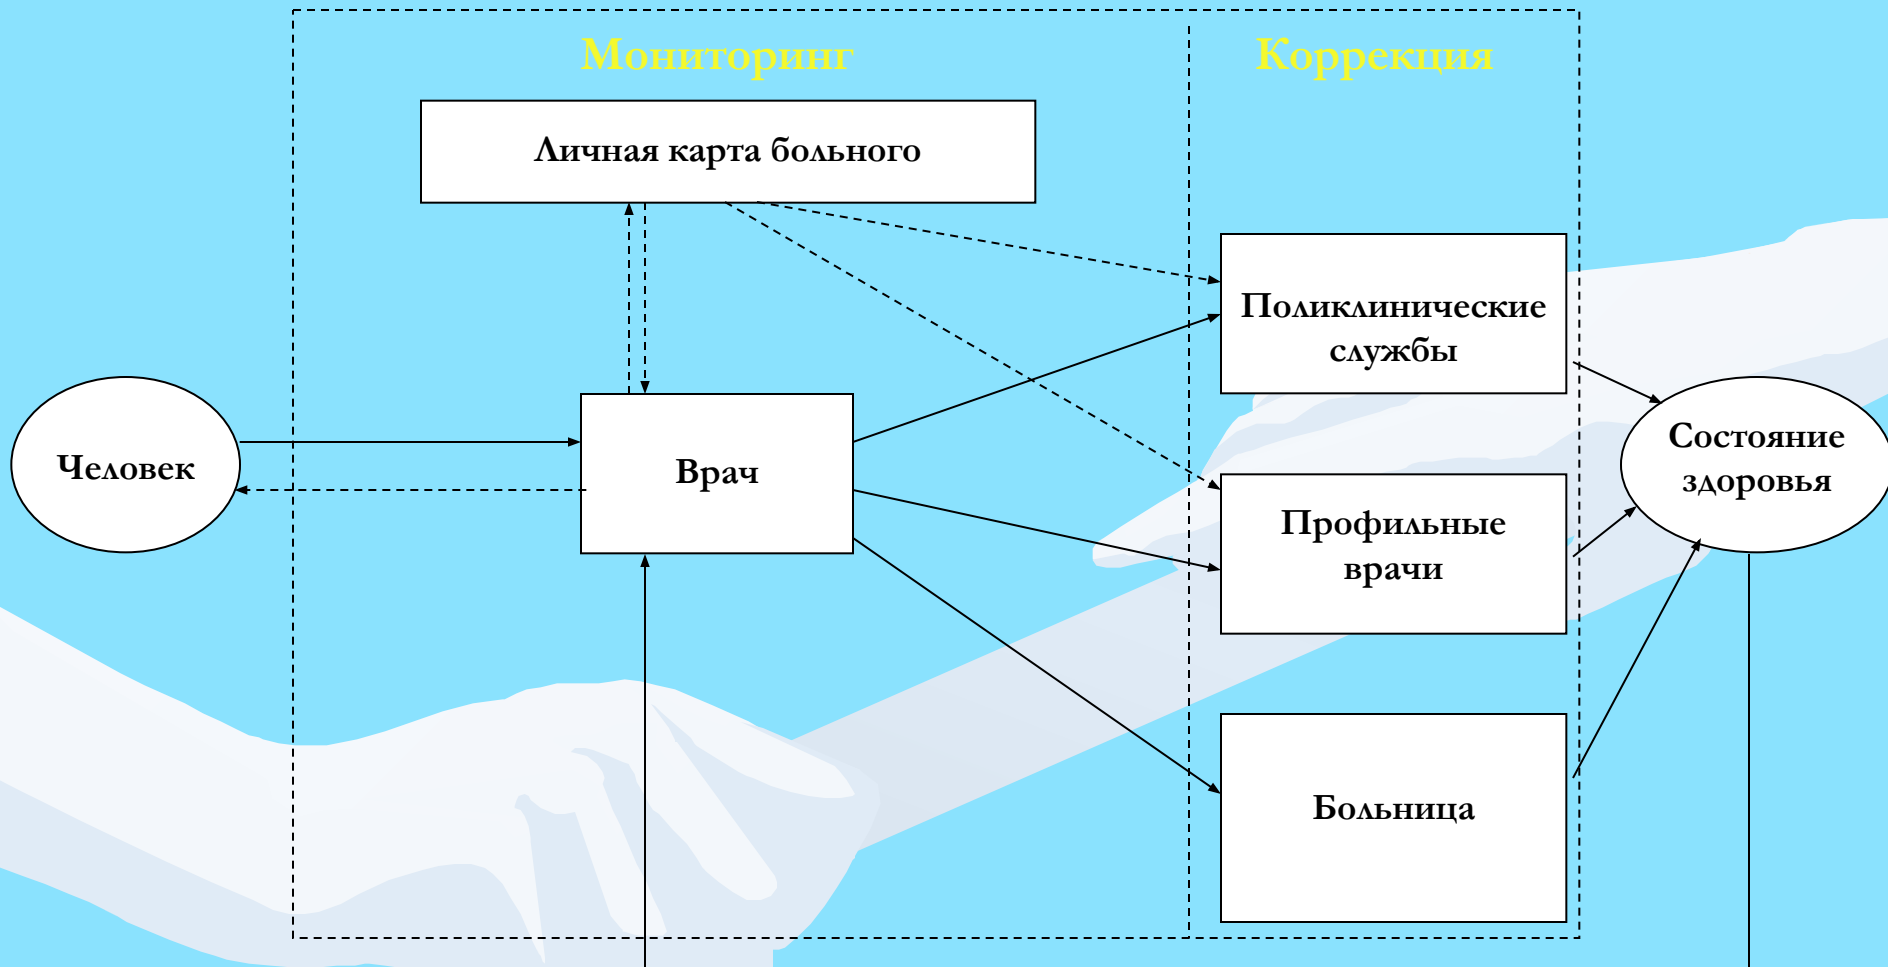 Мониторинг
Коррекция
Личная карта больного
Поликлинические
службы
Человек
Врач
Состояние
здоровья
Профильные
врачи
Больница